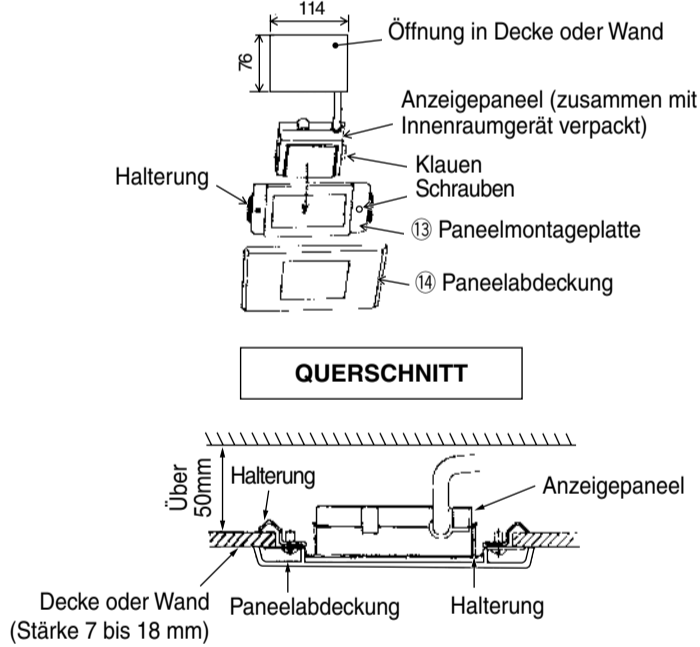 114
76
Öffnung in Decke oder Wand
Anzeigepaneel (zusammen mit
Innenraumgerät verpackt)
Klauen
Halterung
Schrauben
⑬ Paneelmontageplatte
⑭ Paneelabdeckung
QUERSCHNITT
Über
50mm
Halterung
Anzeigepaneel
Decke oder Wand
(Stärke 7 bis 18 mm)
Paneelabdeckung
Halterung